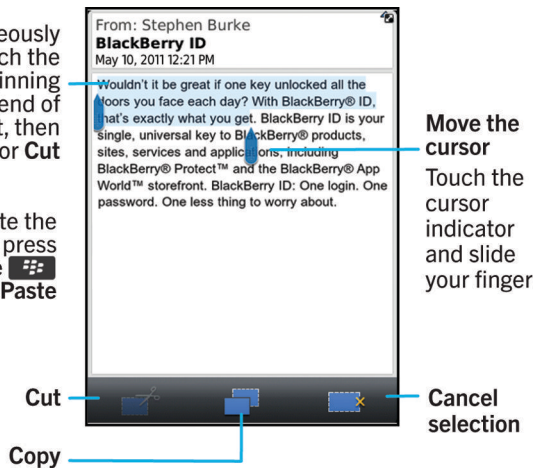 eously
ch the
inning
end of
t, then
or Cut
te the
press
e
Paste
From: Stephen Burke
BlackBerry ID
May 10, 2011 12:21 PM
Wouldn't it be great if one key unlocked all the
doors you face each day? With BlackBerry® ID,
that's exactly what you get. BlackBerry ID is your
single, universal key to BlackBerry® products,
sites, services and applications, including
BlackBerry® Protect™ and the BlackBerry® App
World™ storefront. BlackBerry ID: One login. One
password. One less thing to worry about.
Move the
cursor
Touch the
cursor
indicator
and slide
your finger
Cut
Copy
Cancel
selection